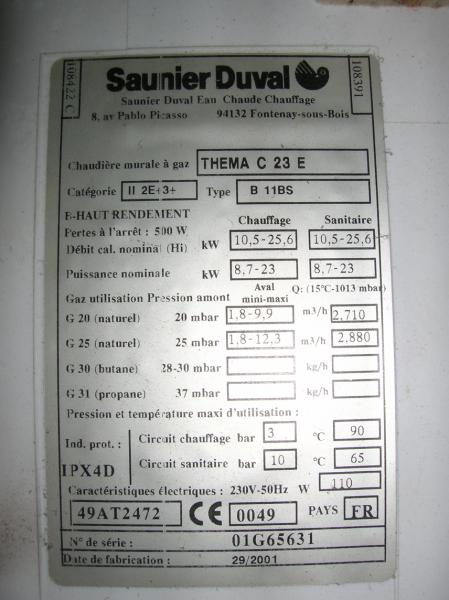 108422 C
108391
Saunier Duval
Saunier Duval Eau Chaude Chauffage
8, av Pablo Picasso 94132 Fontenay-sous-Bois
Chaudière murale à gaz THEMA C 23 E
Catégorie II 2E+3+ Type B 11BS
B-HAUT RENDEMENT Chauffage Sanitaire
Pertes à l'arrêt : 500 W
Débit cal. nominal (Hi) kW 10,5-25,6 10,5-25,6
Puissance nominale kW 8,7-23 8,7-23
Aval Q: (15°C-1013 mbar)
Gaz utilisation Pression amont mini-maxi
G 20 (naturel) 20 mbar 1,8-9,9 m3/h 2,710
G 25 (naturel) 25 mbar 1,8-12,3 m3/h 2,880
G 30 (butane) 28-30 mbar kg/h
G 31 (propane) 37 mbar kg/h
Pression et température maxi d'utilisation :
Ind. prot. : Circuit chauffage bar 3 °C 90
IPX4D Circuit sanitaire bar 10 °C 65
Caractéristiques électriques : 230V-50Hz W 110
49AT2472 CE 0049 PAYS FR
N° de série : 01G65631
Date de fabrication : 29/2001